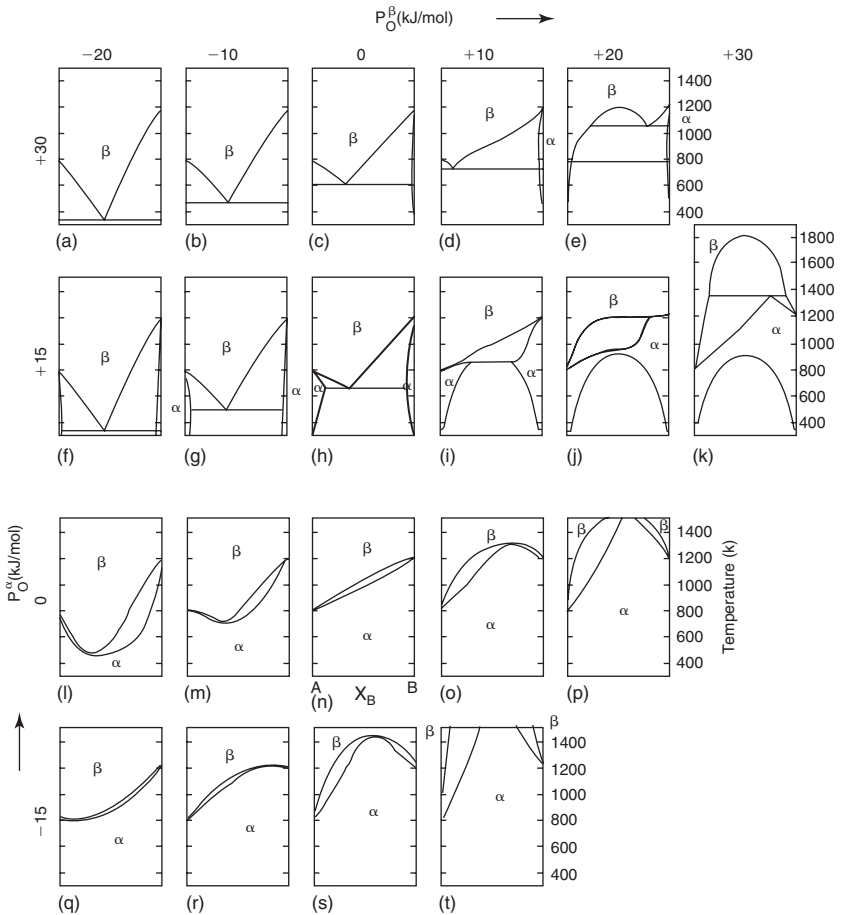 P_O^β(kJ/mol)
−20 −10 0 +10 +20 +30
+30
β β β β β
α α
1400
1200
1000
800
600
400
(a) (b) (c) (d) (e)
1800
1600
1400
1200
1000
800
600
400
β
α
+15
β β β β β
α α α α α α α
(f) (g) (h) (i) (j) (k)
P_O^α(kJ/mol)
0
β β β β β β
α α α α α
1400
1200
1000
800
600
400
Temperature (k)
A X_B B
(l) (m) (n) (o) (p)
−15
β β β β β
α α α α
1400
1200
1000
800
600
400
(q) (r) (s) (t)